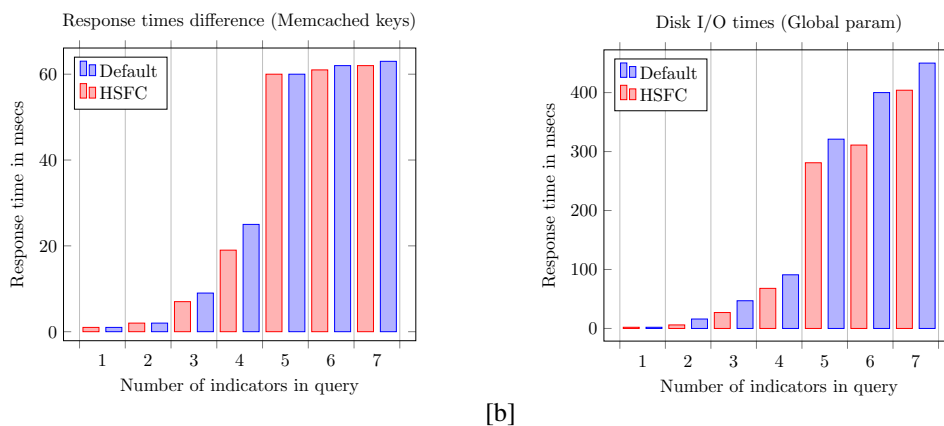 Response times difference (Memcached keys)
Default
HSFC
60
40
20
0
Response time in msecs
1 2 3 4 5 6 7
Number of indicators in query
Disk I/O times (Global param)
Default
HSFC
400
300
200
100
0
Response time in msecs
1 2 3 4 5 6 7
Number of indicators in query
[b]